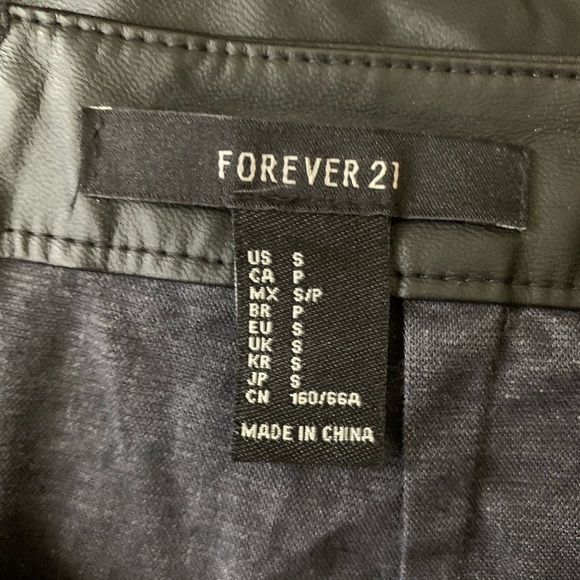 FOREVER 21
US S
CA P
MX S/P
BR P
EU S
UK S
KR S
JP S
CN 160/66A
MADE IN CHINA